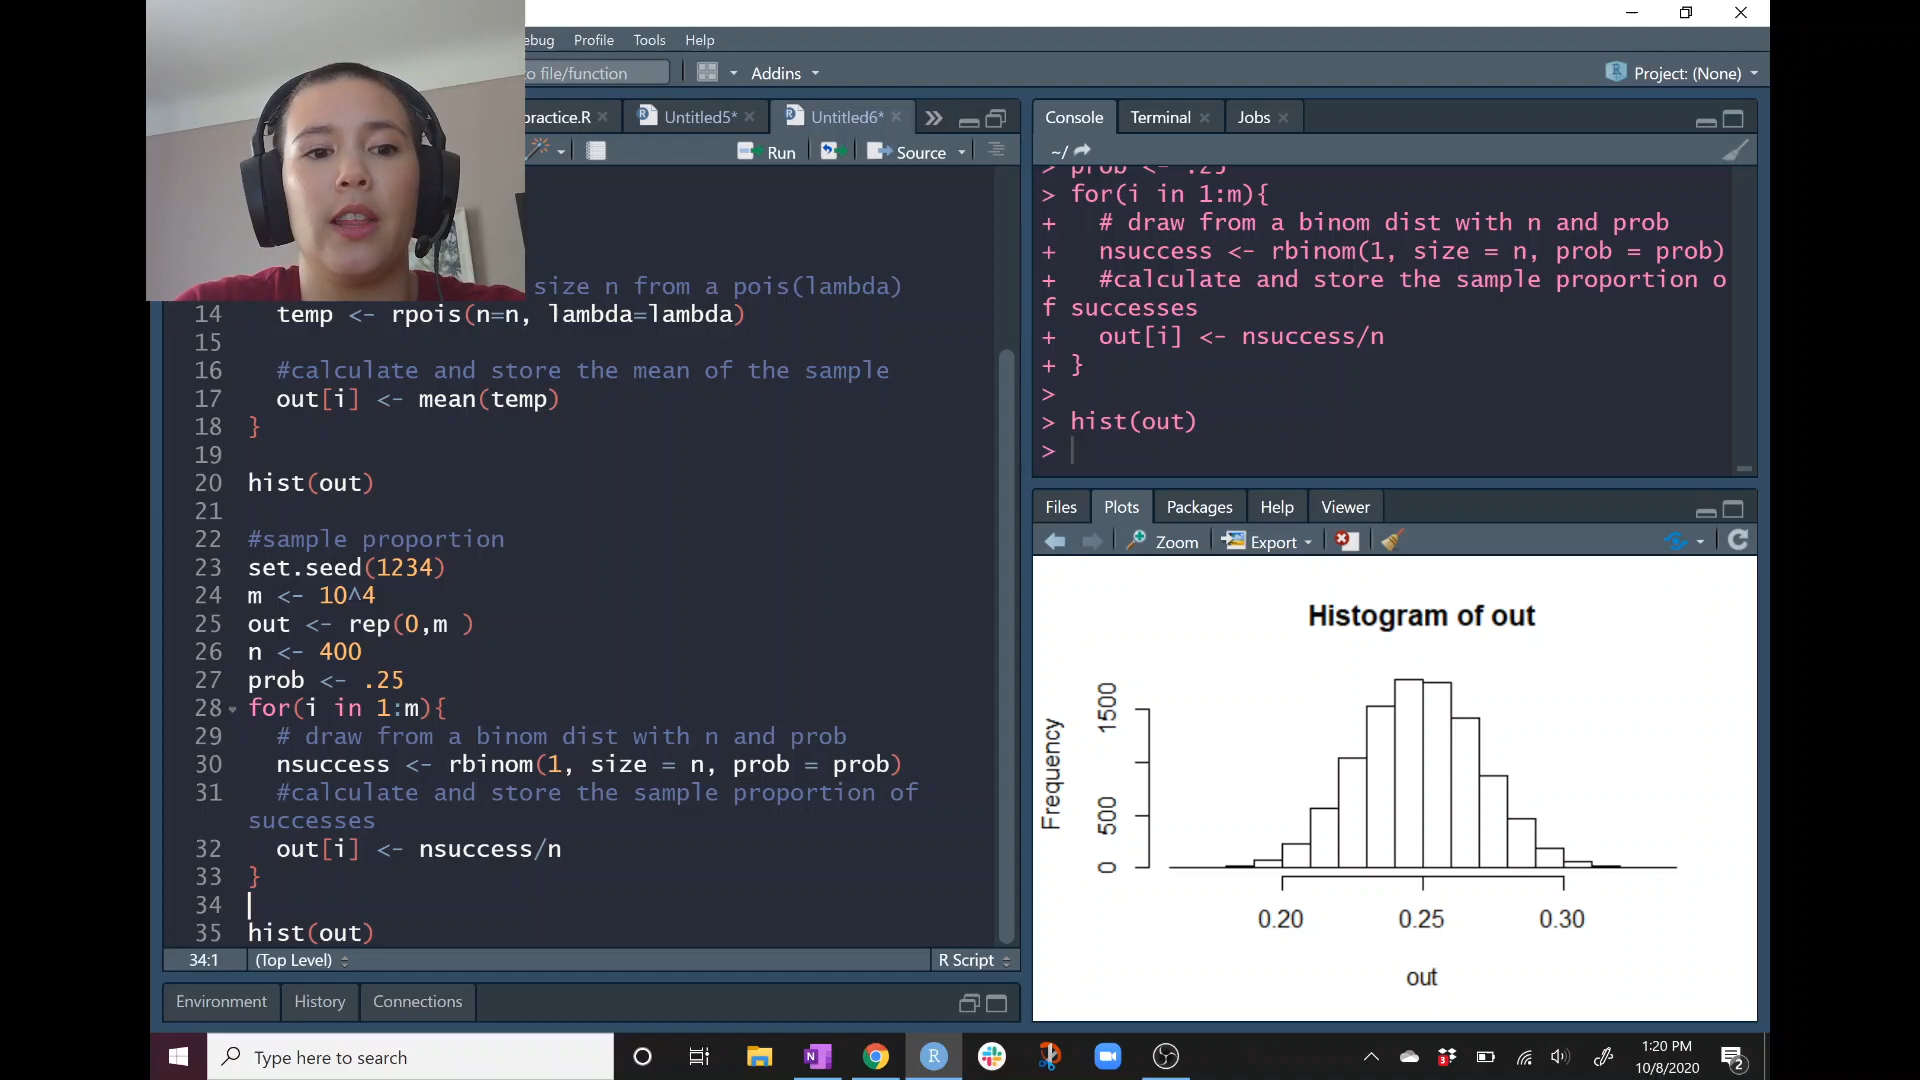 ebug Profile Tools Help
o file/function Addins Project: (None)
practice.R Untitled5* Untitled6*
Run Source
size n from a pois(lambda)
14 temp <- rpois(n=n, lambda=lambda)
15
16 #calculate and store the mean of the sample
17 out[i] <- mean(temp)
18 }
19
20 hist(out)
21
22 #sample proportion
23 set.seed(1234)
24 m <- 10^4
25 out <- rep(0,m )
26 n <- 400
27 prob <- .25
28 for(i in 1:m){
29 # draw from a binom dist with n and prob
30 nsuccess <- rbinom(1, size = n, prob = prob)
31 #calculate and store the sample proportion of
successes
32 out[i] <- nsuccess/n
33 }
34
35 hist(out)
34:1 (Top Level) R Script
Environment History Connections
Console Terminal Jobs
~/
> prob <- .25
> for(i in 1:m){
+ # draw from a binom dist with n and prob
+ nsuccess <- rbinom(1, size = n, prob = prob)
+ #calculate and store the sample proportion o
f successes
+ out[i] <- nsuccess/n
+ }
>
> hist(out)
>
Files Plots Packages Help Viewer
Zoom Export
Histogram of out
Frequency
1500
500
0
0.20 0.25 0.30
out
Type here to search
1:20 PM
10/8/2020
2